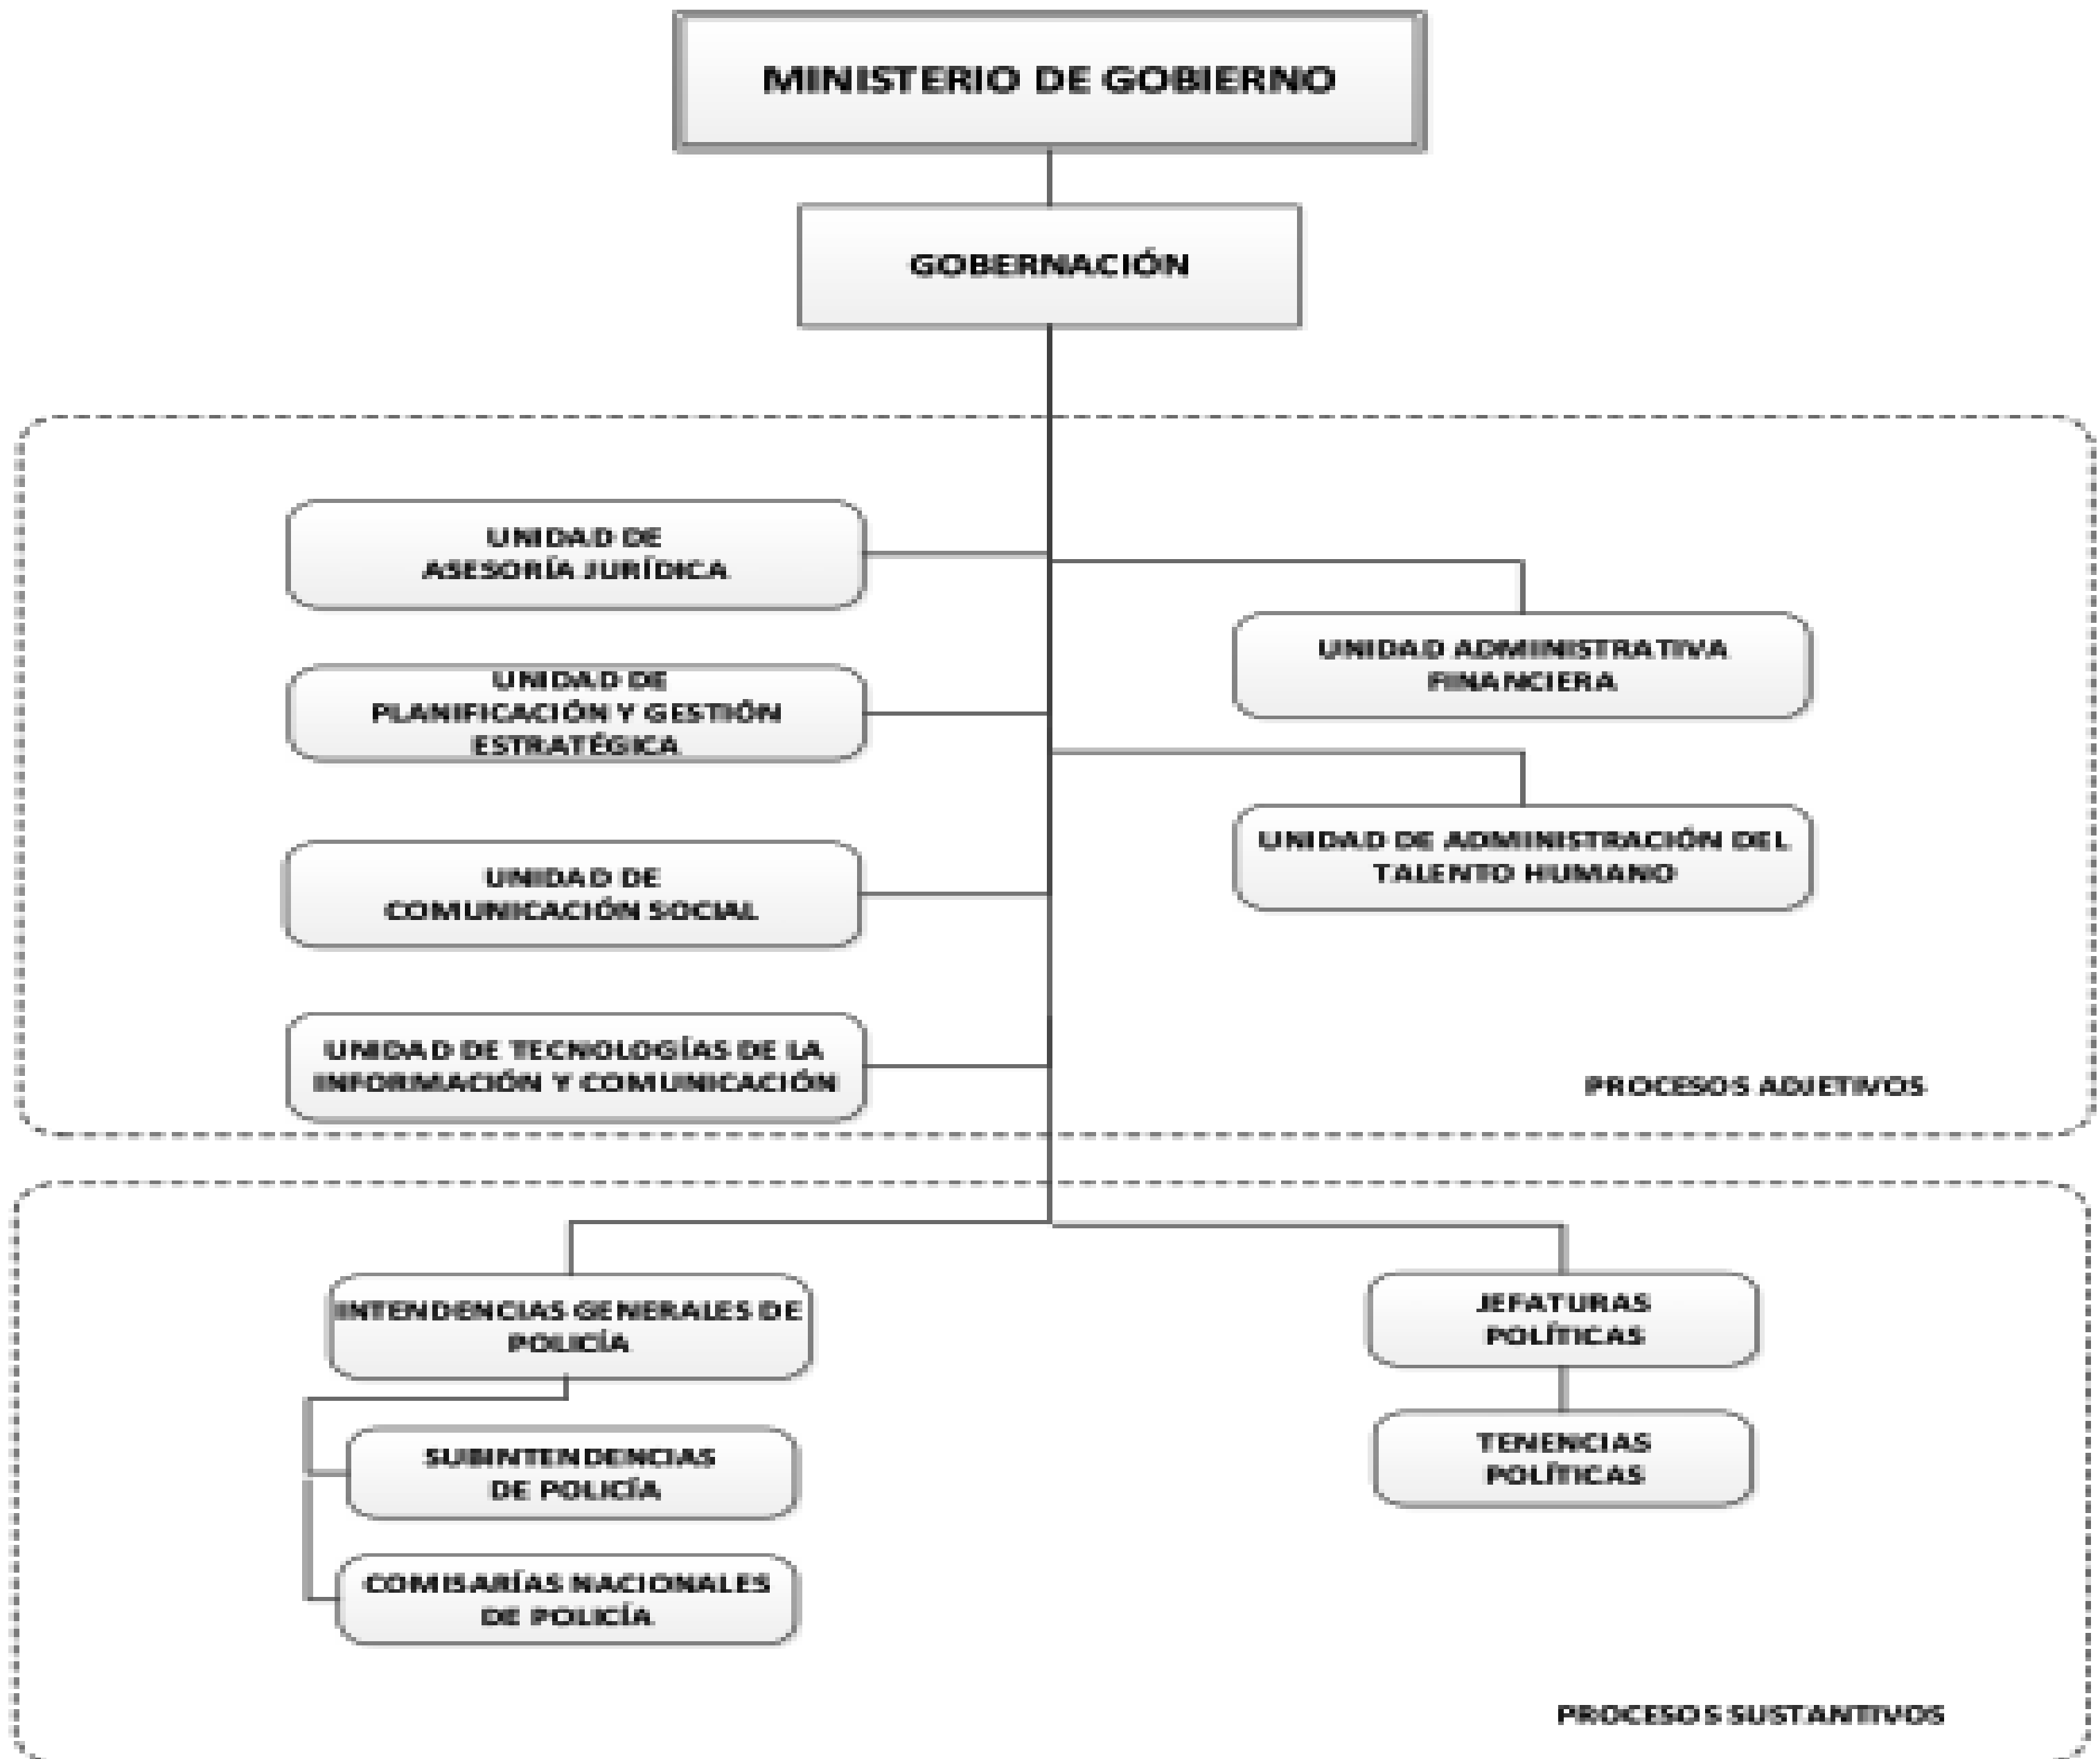 MINISTERIO DE GOBIERNO
GOBERNACIÓN
UNIDAD DE
ASESORÍA JURÍDICA
UNIDAD ADMINISTRATIVA
FINANCIERA
UNIDAD DE
PLANIFICACIÓN Y GESTIÓN
ESTRATÉGICA
UNIDAD DE ADMINISTRACIÓN DEL
TALENTO HUMANO
UNIDAD DE
COMUNICACIÓN SOCIAL
UNIDAD DE TECNOLOGÍAS DE LA
INFORMACIÓN Y COMUNICACIÓN
PROCESOS ADJETIVOS
INTENDENCIAS GENERALES DE
POLICÍA
JEFATURAS
POLÍTICAS
SUBINTENDENCIAS
DE POLICÍA
TENENCIAS
POLÍTICAS
COMISARÍAS NACIONALES
DE POLICÍA
PROCESOS SUSTANTIVOS